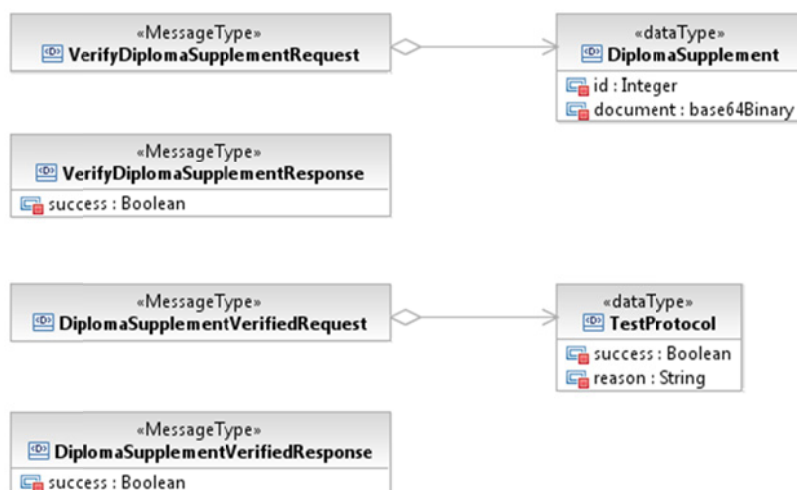 «MessageType»
VerifyDiplomaSupplementRequest
«dataType»
DiplomaSupplement
id : Integer
document : base64Binary
«MessageType»
VerifyDiplomaSupplementResponse
success : Boolean
«MessageType»
DiplomaSupplementVerifiedRequest
«dataType»
TestProtocol
success : Boolean
reason : String
«MessageType»
DiplomaSupplementVerifiedResponse
success : Boolean